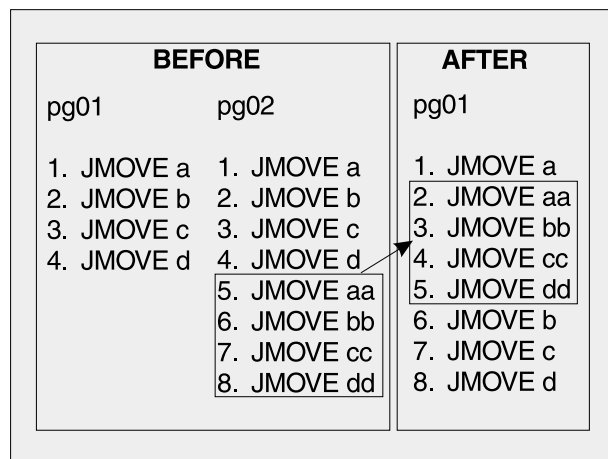 BEFORE
pg01
1. JMOVE a
2. JMOVE b
3. JMOVE c
4. JMOVE d
pg02
1. JMOVE a
2. JMOVE b
3. JMOVE c
4. JMOVE d
5. JMOVE aa
6. JMOVE bb
7. JMOVE cc
8. JMOVE dd
AFTER
pg01
1. JMOVE a
2. JMOVE aa
3. JMOVE bb
4. JMOVE cc
5. JMOVE dd
6. JMOVE b
7. JMOVE c
8. JMOVE d